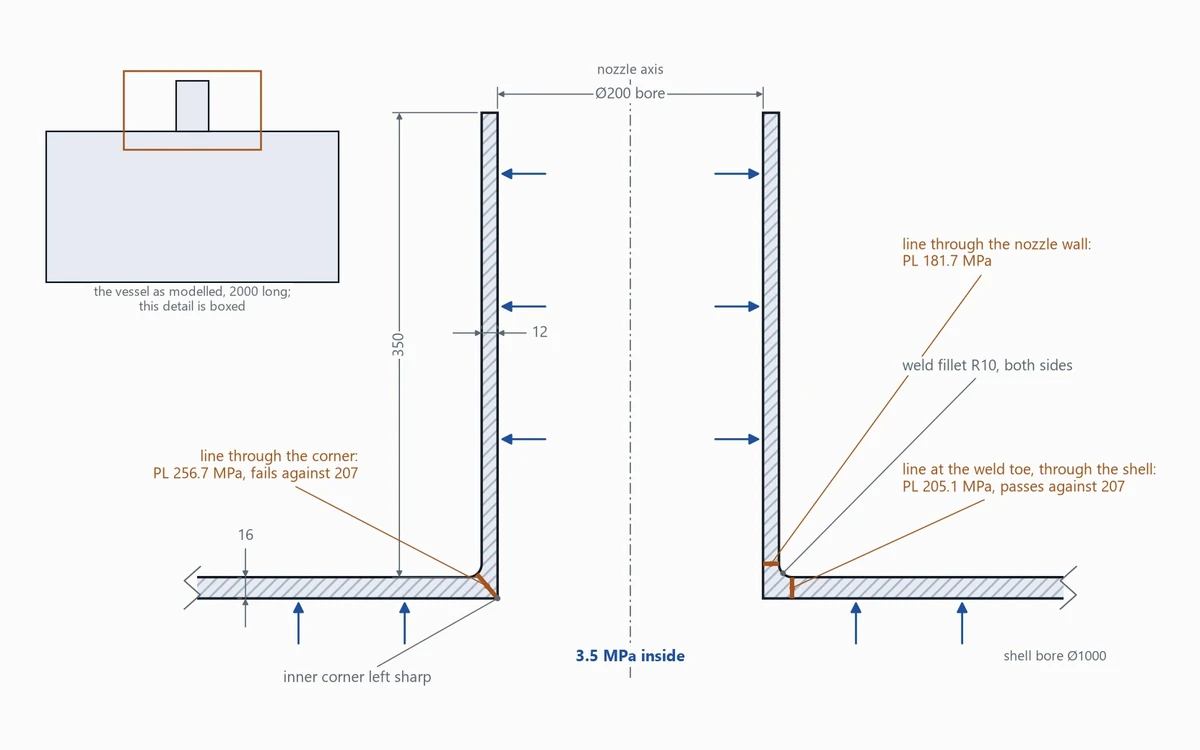 nozzle axis
Ø200 bore
the vessel as modelled, 2000 long;
this detail is boxed
line through the nozzle wall:
PL 181.7 MPa
12
350
weld fillet R10, both sides
line through the corner:
PL 256.7 MPa, fails against 207
line at the weld toe, through the shell:
PL 205.1 MPa, passes against 207
16
3.5 MPa inside
shell bore Ø1000
inner corner left sharp